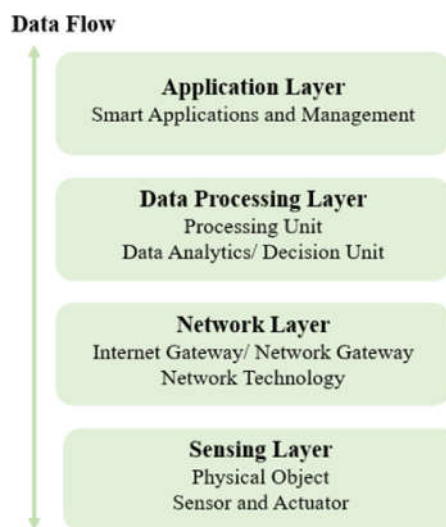 Data Flow
Application Layer
Smart Applications and Management
Data Processing Layer
Processing Unit
Data Analytics/ Decision Unit
Network Layer
Internet Gateway/ Network Gateway
Network Technology
Sensing Layer
Physical Object
Sensor and Actuator